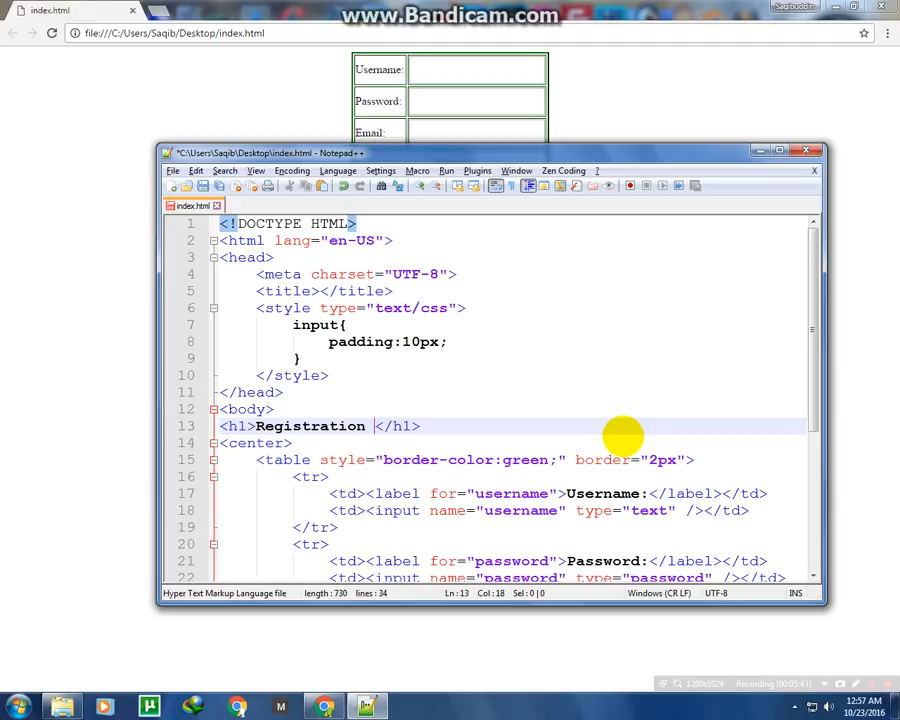 index.html
www.Bandicam.com
Saqibuddin
file:///C:/Users/Saqib/Desktop/index.html
Username:
Password:
Email:
*C:\Users\Saqib\Desktop\index.html - Notepad++
File Edit Search View Encoding Language Settings Macro Run Plugins Window Zen Coding ? X
index.html
1 <!DOCTYPE HTML>
2 <html lang="en-US">
3 <head>
4 <meta charset="UTF-8">
5 <title></title>
6 <style type="text/css">
7 input{
8 padding:10px;
9 }
10 </style>
11 </head>
12 <body>
13 <h1>Registration </h1>
14 <center>
15 <table style="border-color:green;" border="2px">
16 <tr>
17 <td><label for="username">Username:</label></td>
18 <td><input name="username" type="text" /></td>
19 </tr>
20 <tr>
21 <td><label for="password">Password:</label></td>
22 <td><input name="password" type="password" /></td>
Hyper Text Markup Language file length : 730 lines : 34 Ln : 13 Col : 18 Sel : 0 | 0 Windows (CR LF) UTF-8 INS
1280x1024 Recording [00:05:43]
12:57 AM
10/23/2016